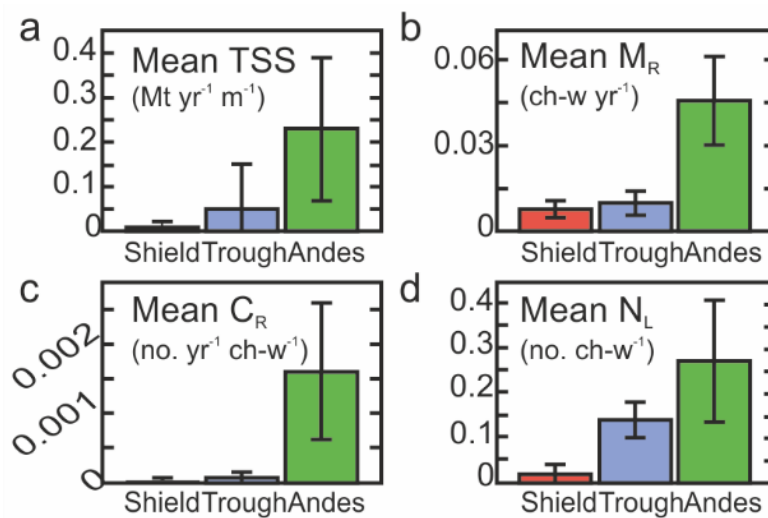 a
Mean TSS
(Mt yr⁻¹ m⁻¹)
0.4
0.3
0.2
0.1
0
Shield Trough Andes
b
Mean M_R
(ch-w yr⁻¹)
0.06
0.03
0
Shield Trough Andes
c
Mean C_R
(no. yr⁻¹ ch-w⁻¹)
0.002
0.001
0
Shield Trough Andes
d
Mean N_L
(no. ch-w⁻¹)
0.4
0.3
0.2
0.1
0
Shield Trough Andes